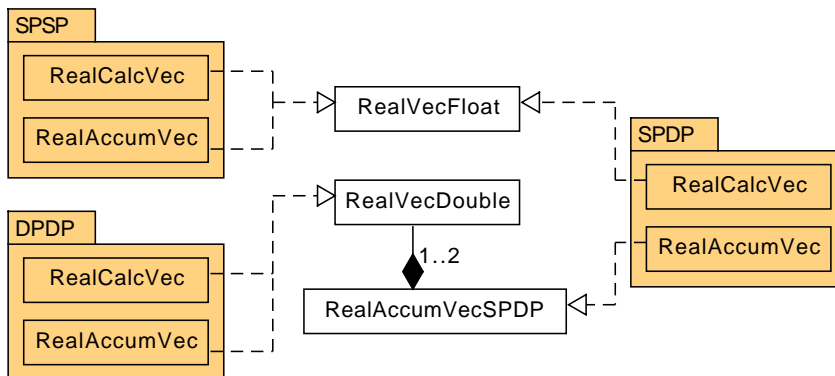 SPSP
RealCalcVec
RealAccumVec
RealVecFloat
SPDP
RealCalcVec
RealAccumVec
RealVecDouble
1..2
RealAccumVecSPDP
DPDP
RealCalcVec
RealAccumVec